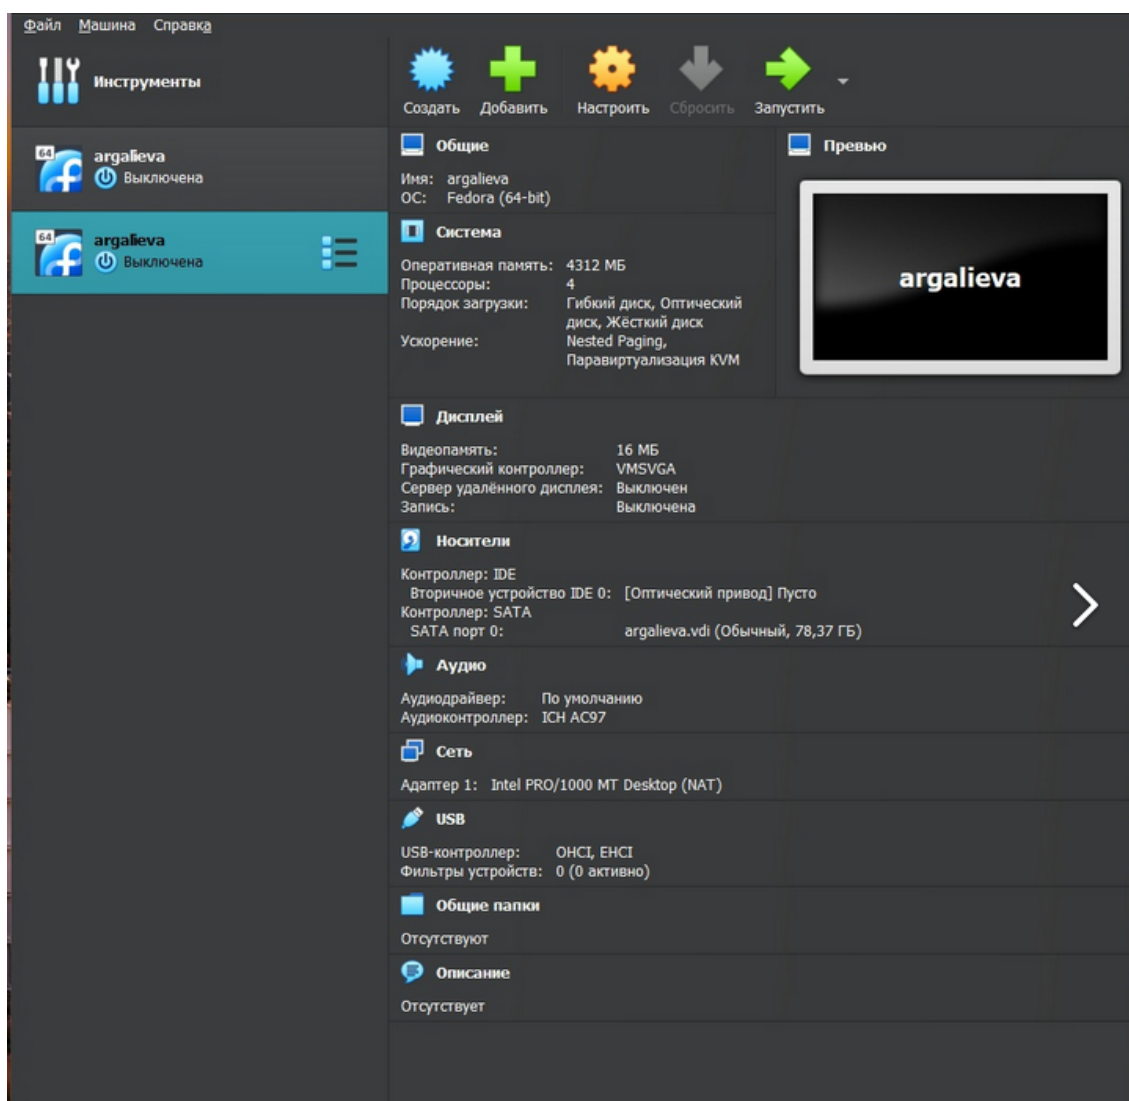 Файл Машина Справка
Инструменты
Создать Добавить Настроить Сбросить Запустить
64
argalieva
Выключена
64
argalieva
Выключена
Общие
Имя: argalieva
ОС: Fedora (64-bit)
Превью
argalieva
Система
Оперативная память: 4312 МБ
Процессоры: 4
Порядок загрузки: Гибкий диск, Оптический
диск, Жёсткий диск
Ускорение: Nested Paging,
Паравиртуализация KVM
Дисплей
Видеопамять: 16 МБ
Графический контроллер: VMSVGA
Сервер удалённого дисплея: Выключен
Запись: Выключена
Носители
Контроллер: IDE
Вторичное устройство IDE 0: [Оптический привод] Пусто
Контроллер: SATA
SATA порт 0: argalieva.vdi (Обычный, 78,37 ГБ)
Аудио
Аудиодрайвер: По умолчанию
Аудиоконтроллер: ICH AC97
Сеть
Адаптер 1: Intel PRO/1000 MT Desktop (NAT)
USB
USB-контроллер: OHCI, EHCI
Фильтры устройств: 0 (0 активно)
Общие папки
Отсутствуют
Описание
Отсутствует